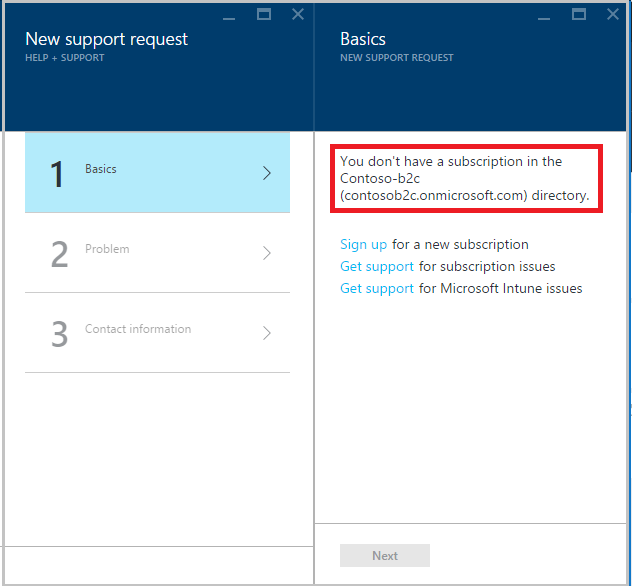 New support request
HELP + SUPPORT
1 Basics
2 Problem
3 Contact information
Basics
NEW SUPPORT REQUEST
You don't have a subscription in the
Contoso-b2c
(contosob2c.onmicrosoft.com) directory.
Sign up for a new subscription
Get support for subscription issues
Get support for Microsoft Intune issues
Next